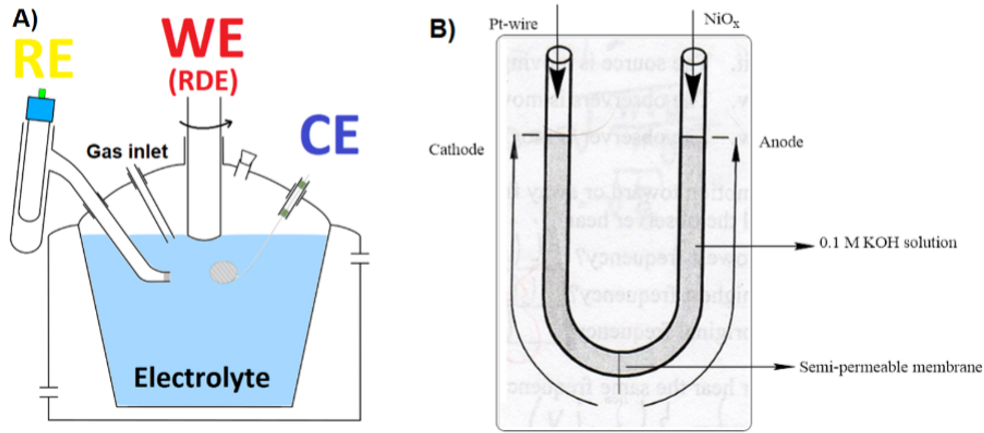 A)
RE
WE
(RDE)
CE
Gas inlet
Electrolyte
B)
Pt-wire
NiOx
Cathode
Anode
0.1 M KOH solution
Semi-permeable membrane